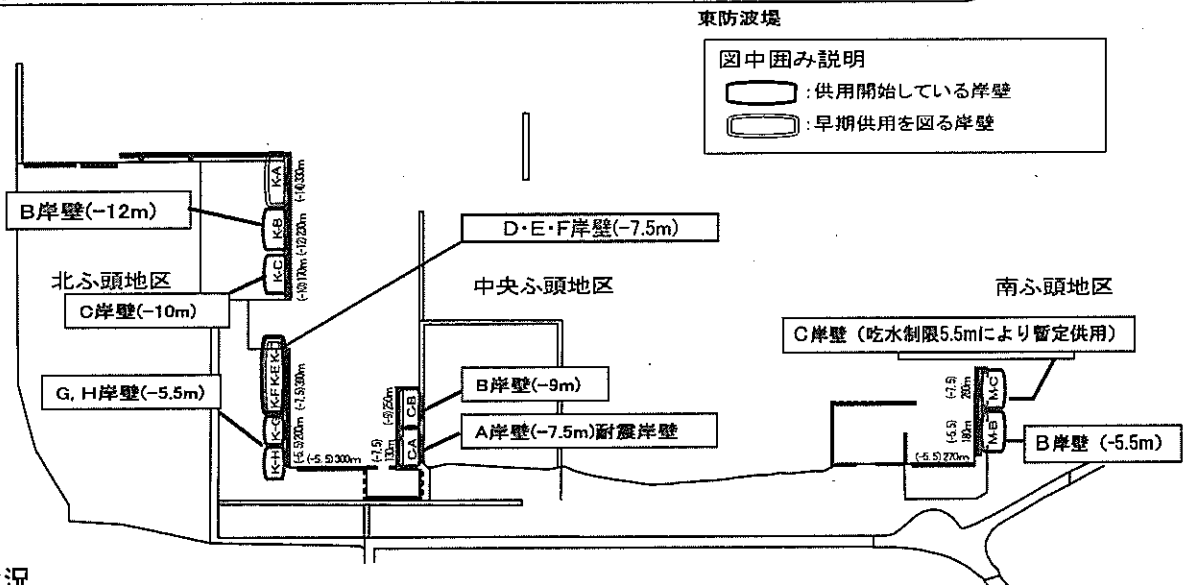 東防波堤
図中囲み説明
:供用開始している岸壁
:早期供用を図る岸壁
K-A
(-14)330m
B岸壁(-12m)
K-B
(-12)230m
D・E・F岸壁(-7.5m)
北ふ頭地区
K-C
(-10)170m
中央ふ頭地区
南ふ頭地区
C岸壁(-10m)
C岸壁(吃水制限5.5mにより暫定供用)
K-E
K-F
(-7.5)390m
G, H岸壁(-5.5m)
B岸壁(-9m)
C-B
(-9)250m
M-C
(-7.5)
260m
K-G
K-H
(-5.5)200m
(-5.5)300m
A岸壁(-7.5m)耐震岸壁
C-A
(-7.5)
130m
M-B
(-5.5)
180m
(-5.5)270m
B岸壁(-5.5m)
況